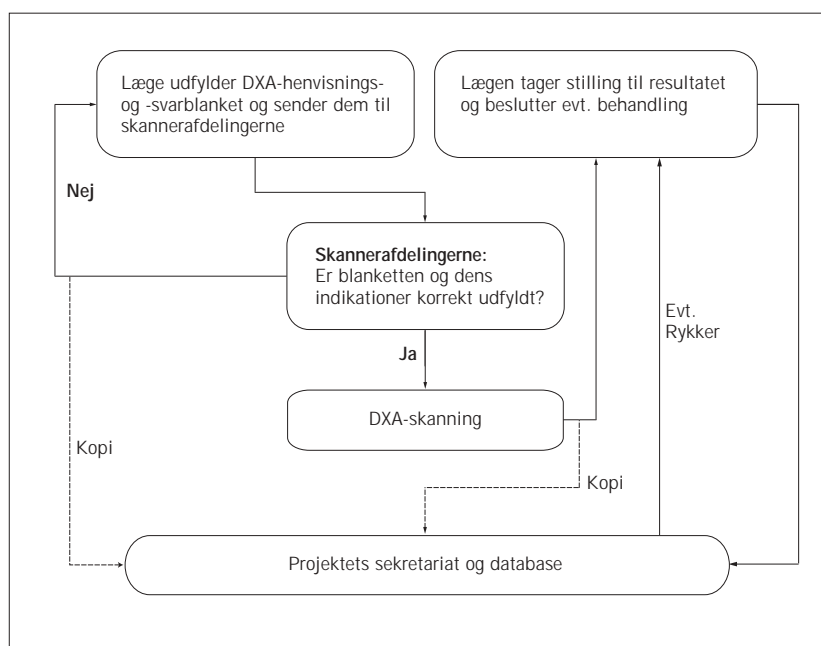 Læge udfylder DXA-henvisnings-
og -svarblanket og sender dem til
skannerafdelingerne
Lægen tager stilling til resultatet
og beslutter evt. behandling
Nej
Skannerafdelingerne:
Er blanketten og dens
indikationer korrekt udfyldt?
Evt.
Rykker
Ja
DXA-skanning
Kopi
Kopi
Projektets sekretariat og database